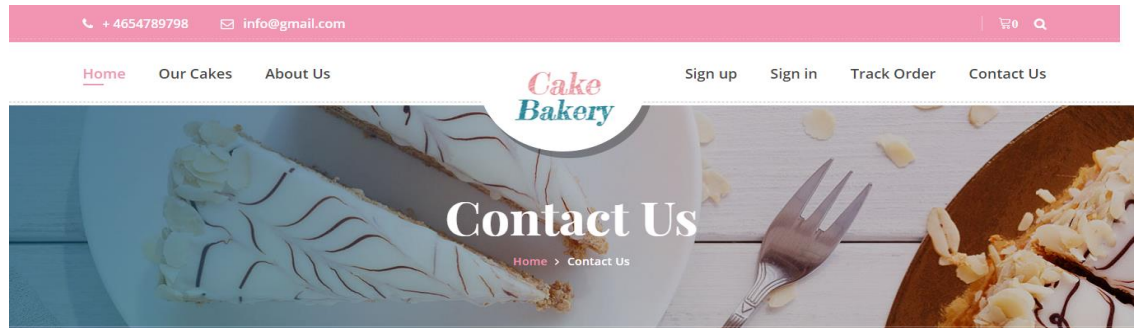 + 4654789798 info@gmail.com 0
Home Our Cakes About Us Cake Bakery Sign up Sign in Track Order Contact Us
Contact Us
Home > Contact Us